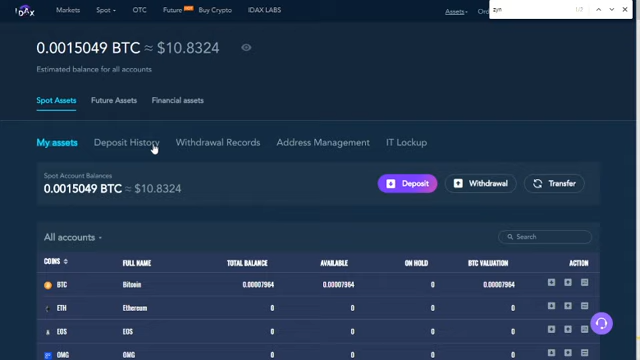 IDAX Markets Spot OTC Future Buy Crypto IDAX LABS Assets
zyn
0.0015049 BTC ≈ $10.8324
Estimated balance for all accounts
Spot Assets Future Assets Financial assets
My assets Deposit History Withdrawal Records Address Management IT Lockup
Spot Account Balances
0.0015049 BTC ≈ $10.8324
Deposit Withdrawal Transfer
All accounts Search
COINS FULL NAME TOTAL BALANCE AVAILABLE ON HOLD BTC VALUATION ACTION
BTC Bitcoin 0.00007964 0.00007964 0 0.00007964
ETH Ethereum 0 0 0 0
EOS EOS 0 0 0 0
OMG OMG 0 0 0 0